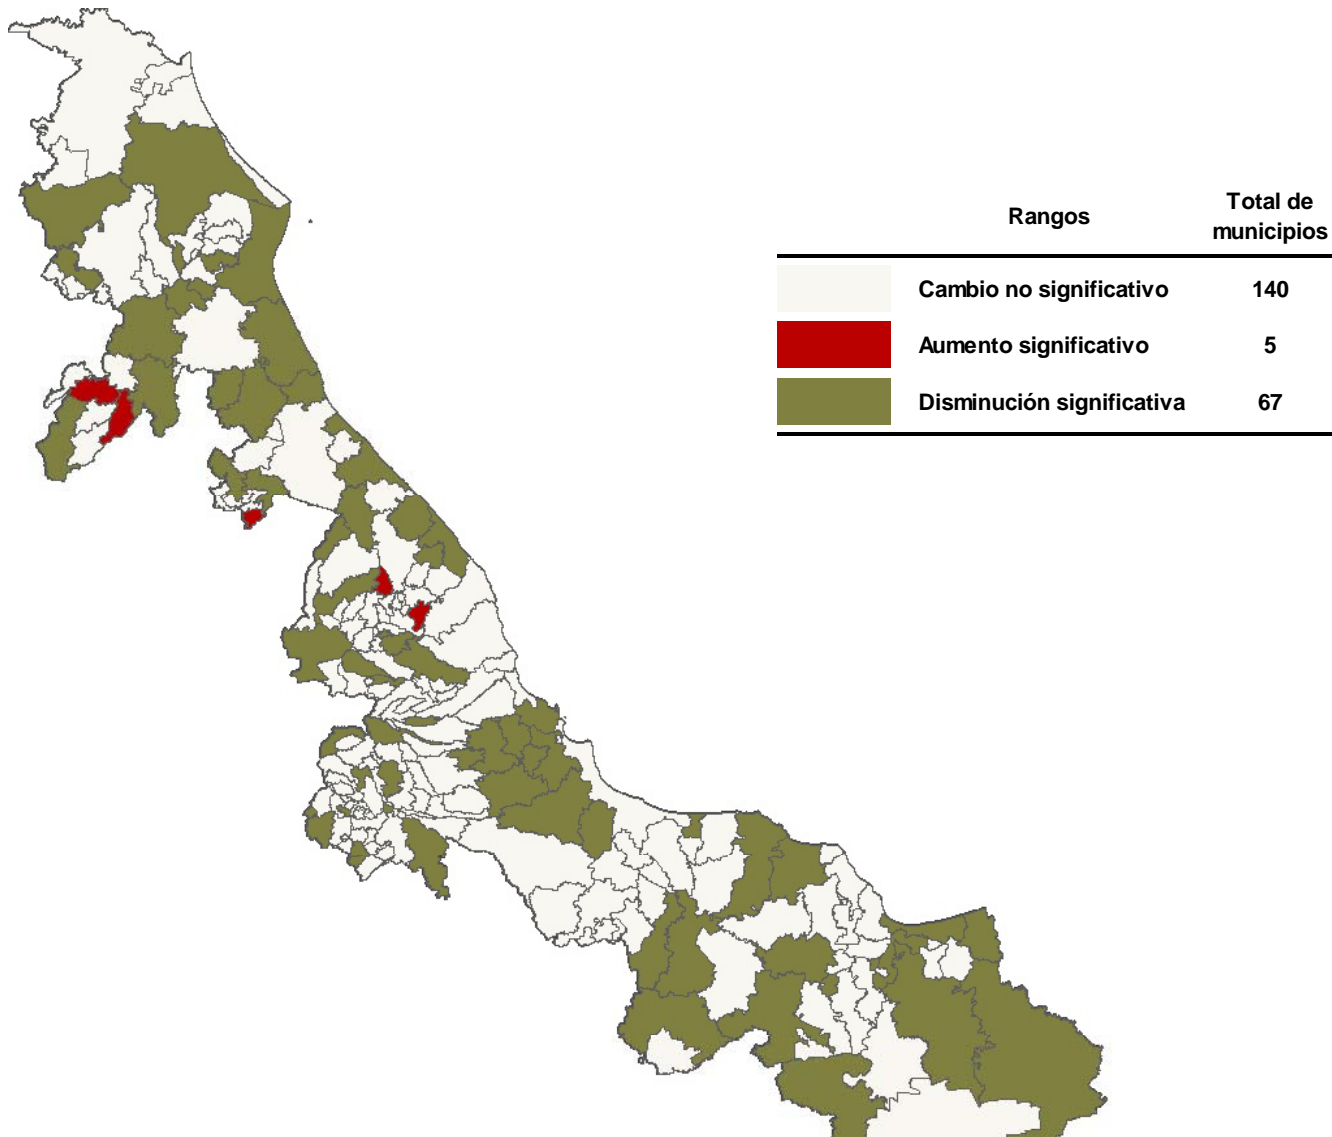 Rangos
Total de
municipios
Cambio no significativo 140
Aumento significativo 5
Disminución significativa 67